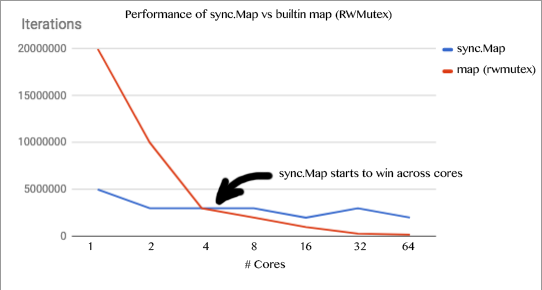 Performance of sync.Map vs builtin map (RWMutex)
Iterations
sync.Map
map (rwmutex)
20000000
15000000
10000000
5000000
0
sync.Map starts to win across cores
1 2 4 8 16 32 64
# Cores